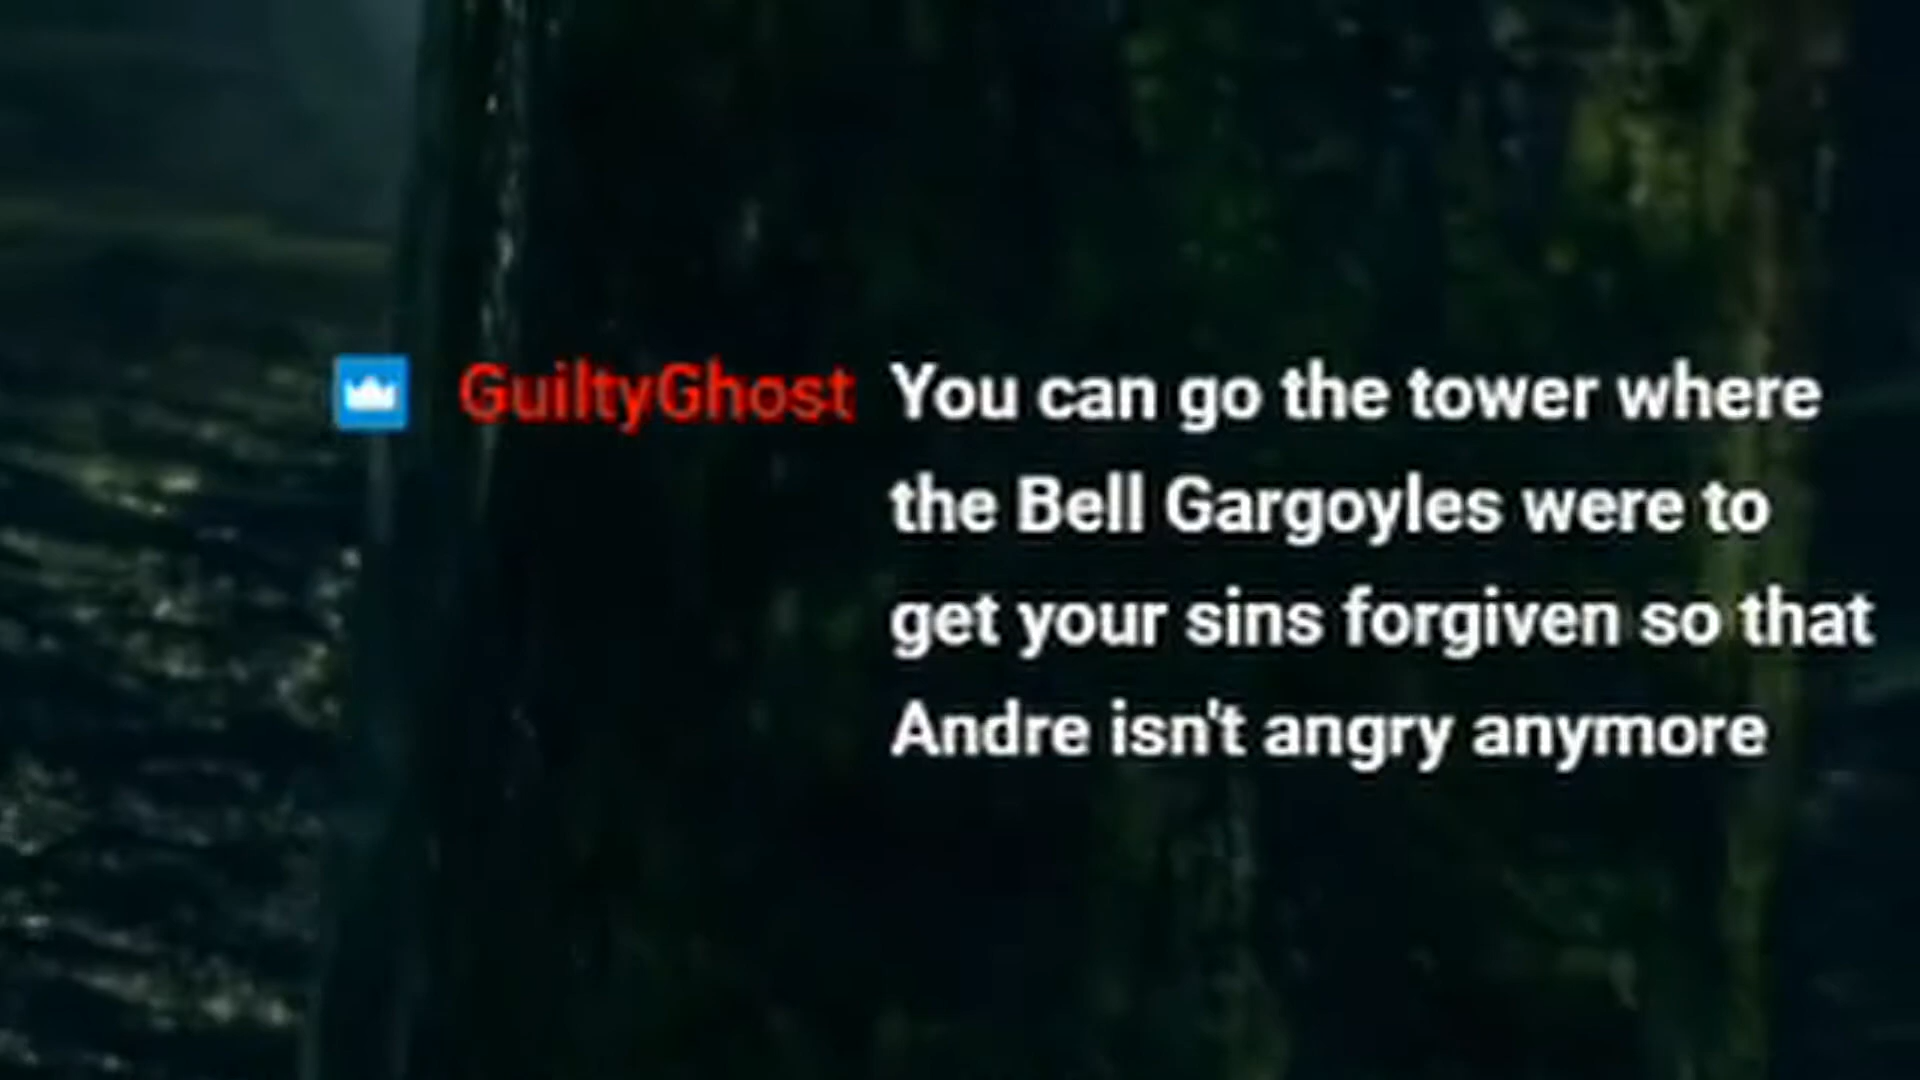 GuiltyGhost You can go the tower where
the Bell Gargoyles were to
get your sins forgiven so that
Andre isn't angry anymore